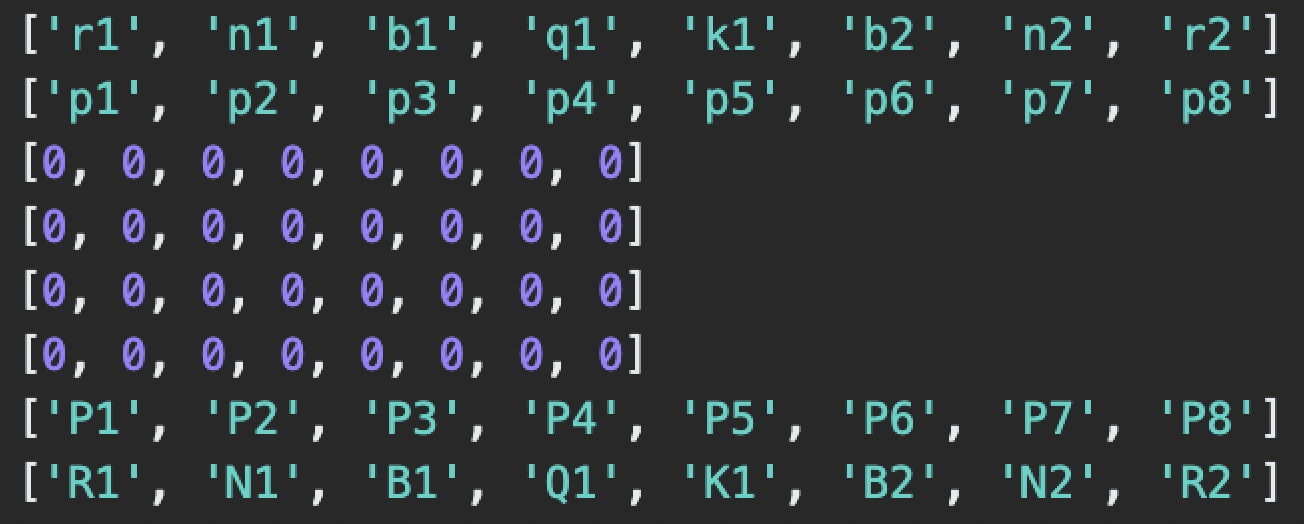 ['r1', 'n1', 'b1', 'q1', 'k1', 'b2', 'n2', 'r2']
['p1', 'p2', 'p3', 'p4', 'p5', 'p6', 'p7', 'p8']
[0, 0, 0, 0, 0, 0, 0, 0]
[0, 0, 0, 0, 0, 0, 0, 0]
[0, 0, 0, 0, 0, 0, 0, 0]
[0, 0, 0, 0, 0, 0, 0, 0]
['P1', 'P2', 'P3', 'P4', 'P5', 'P6', 'P7', 'P8']
['R1', 'N1', 'B1', 'Q1', 'K1', 'B2', 'N2', 'R2']